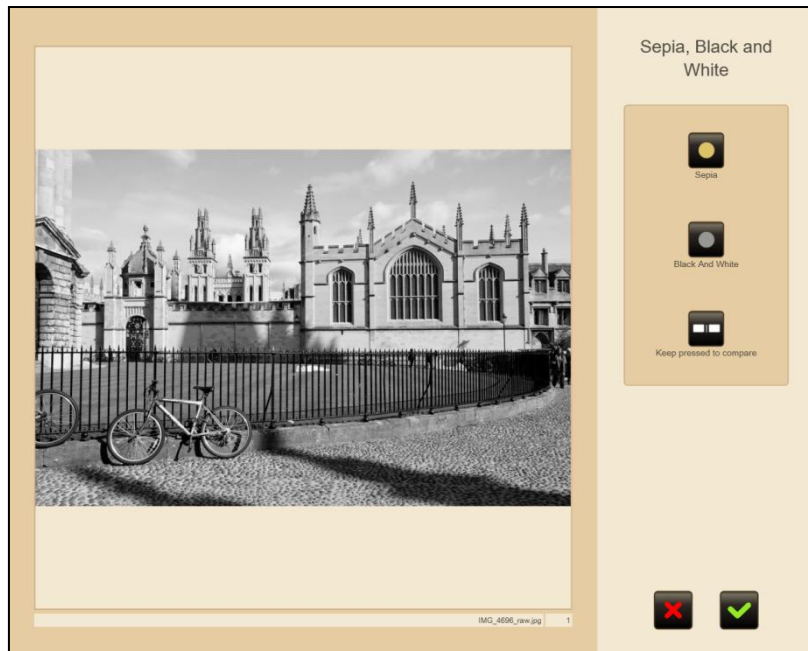 Sepia, Black and
White
Sepia
Black And White
Keep pressed to compare
IMG_4696_raw.jpg 1